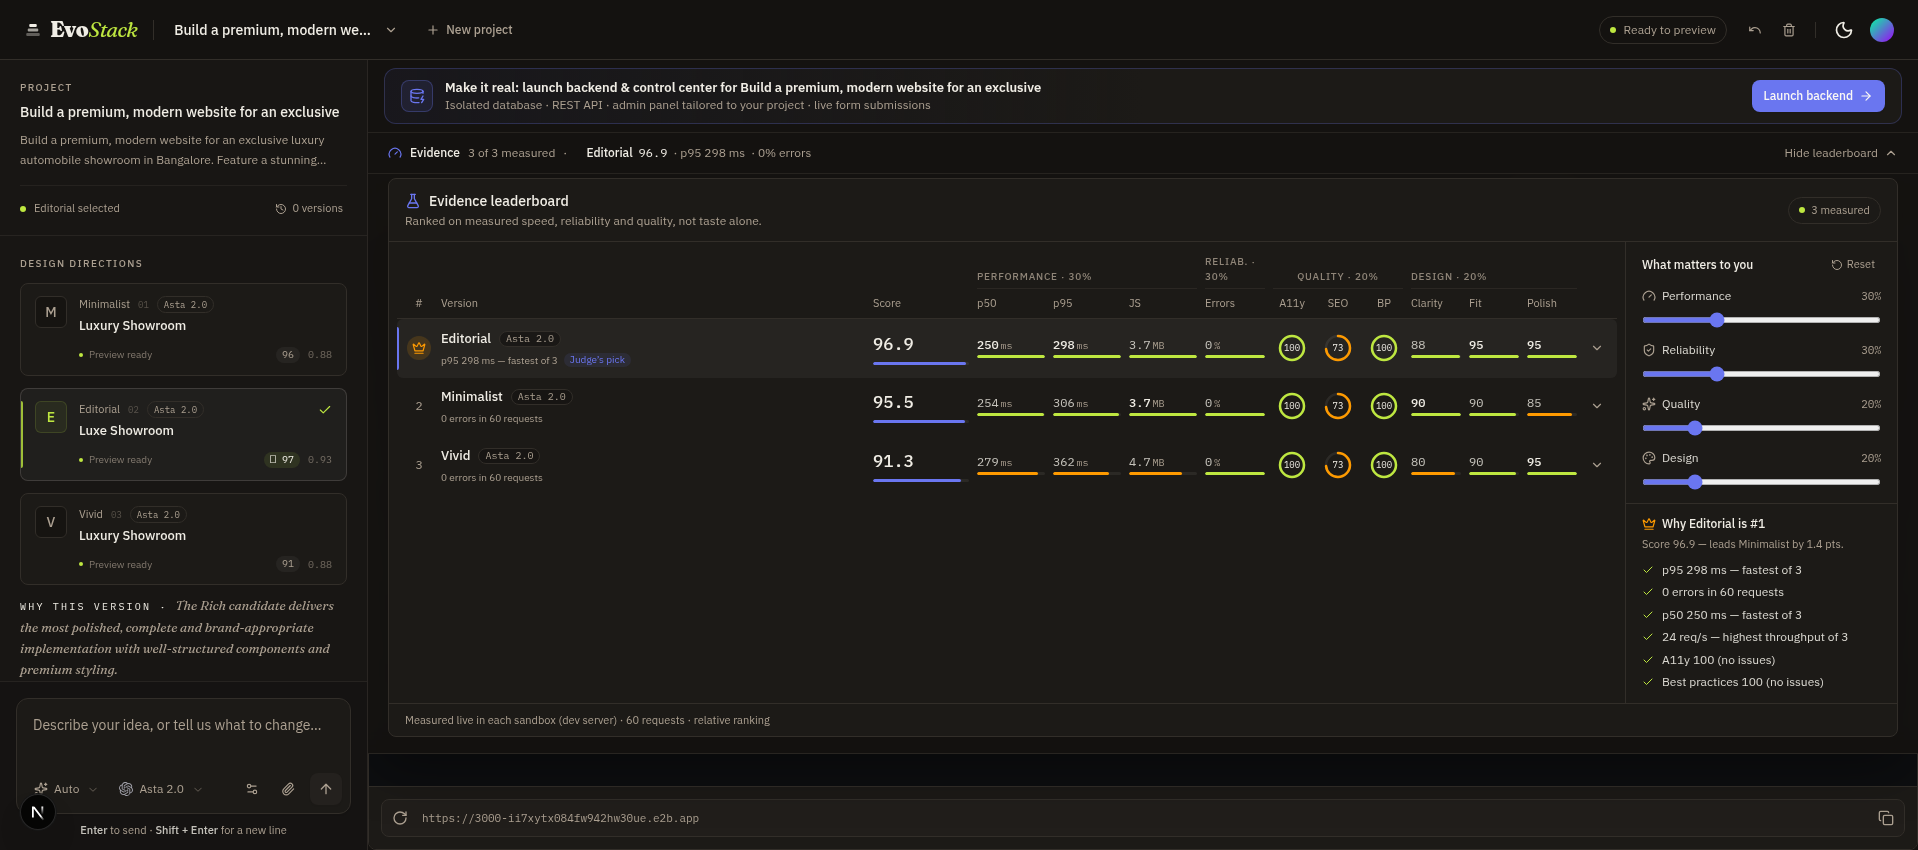 EvoStack
Build a premium, modern we...
New project
Ready to preview
PROJECT
Build a premium, modern website for an exclusive
Build a premium, modern website for an exclusive luxury
automobile showroom in Bangalore. Feature a stunning...
Editorial selected
0 versions
DESIGN DIRECTIONS
M
Minimalist 01 Asta 2.0
Luxury Showroom
Preview ready
96 0.88
E
Editorial 02 Asta 2.0
Luxe Showroom
Preview ready
97 0.93
V
Vivid 03 Asta 2.0
Luxury Showroom
Preview ready
91 0.88
WHY THIS VERSION · The Rich candidate delivers
the most polished, complete and brand-appropriate
implementation with well-structured components and
premium styling.
Describe your idea, or tell us what to change...
Auto
Asta 2.0
N
Enter to send · Shift + Enter for a new line
Make it real: launch backend & control center for Build a premium, modern website for an exclusive
Isolated database · REST API · admin panel tailored to your project · live form submissions
Launch backend
Evidence 3 of 3 measured · Editorial 96.9 · p95 298 ms · 0% errors
Hide leaderboard
Evidence leaderboard
Ranked on measured speed, reliability and quality, not taste alone.
3 measured
PERFORMANCE · 30%
RELIAB. ·
30%
QUALITY · 20%
DESIGN · 20%
# Version Score p50 p95 JS Errors A11y SEO BP Clarity Fit Polish
Editorial Asta 2.0 96.9 250 ms 298 ms 3.7 MB 0 % 100 73 100 88 95 95
p95 298 ms — fastest of 3 Judge's pick
2 Minimalist Asta 2.0 95.5 254 ms 306 ms 3.7 MB 0 % 100 73 100 90 90 85
0 errors in 60 requests
3 Vivid Asta 2.0 91.3 279 ms 362 ms 4.7 MB 0 % 100 73 100 80 90 95
0 errors in 60 requests
Measured live in each sandbox (dev server) · 60 requests · relative ranking
What matters to you
Reset
Performance 30%
Reliability 30%
Quality 20%
Design 20%
Why Editorial is #1
Score 96.9 — leads Minimalist by 1.4 pts.
p95 298 ms — fastest of 3
0 errors in 60 requests
p50 250 ms — fastest of 3
24 req/s — highest throughput of 3
A11y 100 (no issues)
Best practices 100 (no issues)
https://3000-ii7xytx084fw942hw30ue.e2b.app